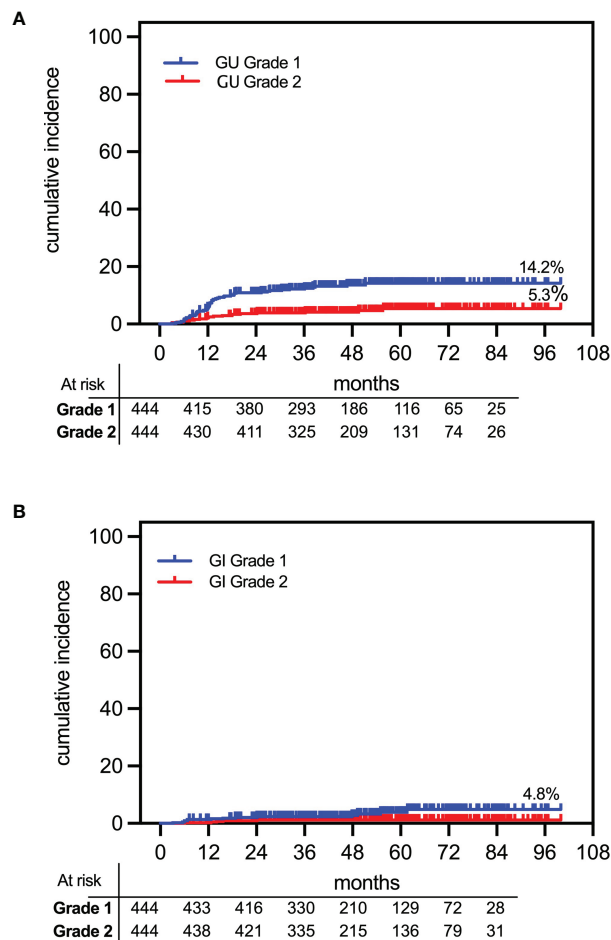 A
100
80
60
40
20
0
cumulative incidence
GU Grade 1
GU Grade 2
14.2%
5.3%
0 12 24 36 48 60 72 84 96 108
months
At risk
Grade 1 444 415 380 293 186 116 65 25
Grade 2 444 430 411 325 209 131 74 26
B
100
80
60
40
20
0
cumulative incidence
GI Grade 1
GI Grade 2
4.8%
0 12 24 36 48 60 72 84 96 108
months
At risk
Grade 1 444 433 416 330 210 129 72 28
Grade 2 444 438 421 335 215 136 79 31